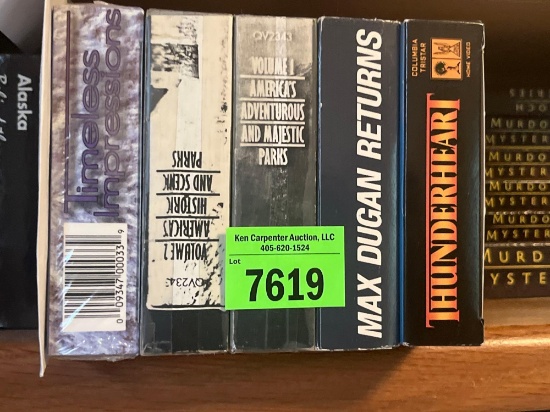 Alaska
Timeless
Impressions
0 09347 00033 9
VOLUME 2
AMERICA'S
HISTORIC
AND SCENIC
PARKS
QV2343
QV2343
VOLUME 1
AMERICA'S
ADVENTUROUS
AND MAJESTIC
PARKS
Ken Carpenter Auction, LLC
405-620-1524
Lot
7619
MAX DUGAN RETURNS
COLUMBIA
TRISTAR
HOME VIDEO
THUNDERHEART
MURDO
MYSTER
MURDO
MYSTER
MURDO
MYSTER
MURDO
MYSTER
MURD
MYSTE